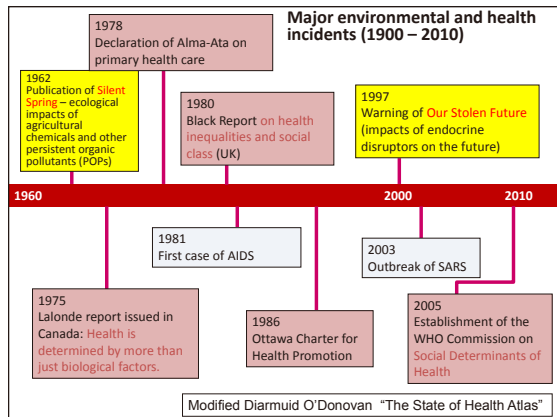 Major environmental and health
incidents (1900 – 2010)
1978
Declaration of Alma-Ata on
primary health care
1962
Publication of Silent
Spring – ecological
impacts of
agricultural
chemicals and other
persistent organic
pollutants (POPs)
1980
Black Report on health
inequalities and social
class (UK)
1997
Warning of Our Stolen Future
(impacts of endocrine
disruptors on the future)
1960
2000
2010
1981
First case of AIDS
2003
Outbreak of SARS
1975
Lalonde report issued in
Canada: Health is
determined by more than
just biological factors.
1986
Ottawa Charter for
Health Promotion
2005
Establishment of the
WHO Commission on
Social Determinants
of Health
Modified Diarmuid O’Donovan “The State of Health Atlas”